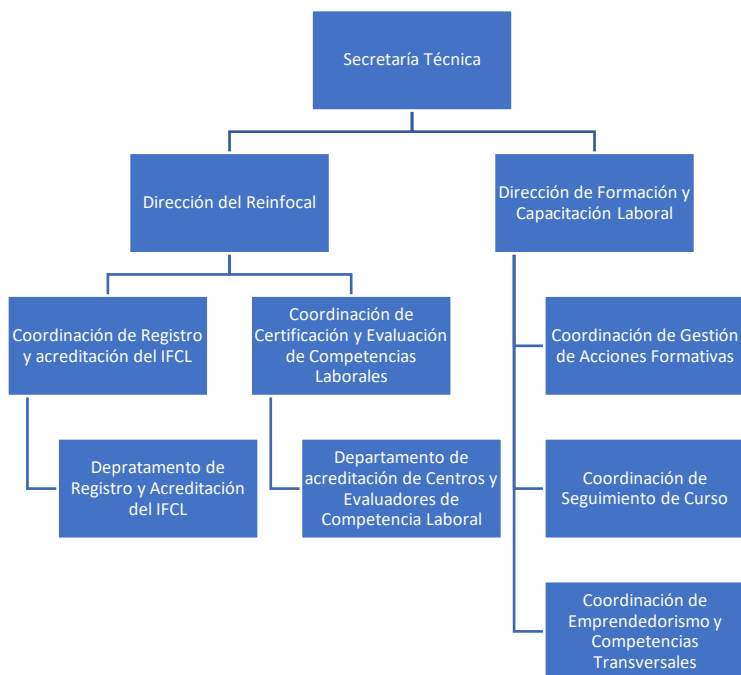 Secretaría Técnica
Dirección del Reinfocal
Dirección de Formación y
Capacitación Laboral
Coordinación de Registro
y acreditación del IFCL
Coordinación de
Certificación y Evaluación
de Competencias
Laborales
Coordinación de Gestión
de Acciones Formativas
Depratamento de
Registro y Acreditación
del IFCL
Departamento de
acreditación de Centros y
Evaluadores de
Competencia Laboral
Coordinación de
Seguimiento de Curso
Coordinación de
Emprendedorismo y
Competencias
Transversales